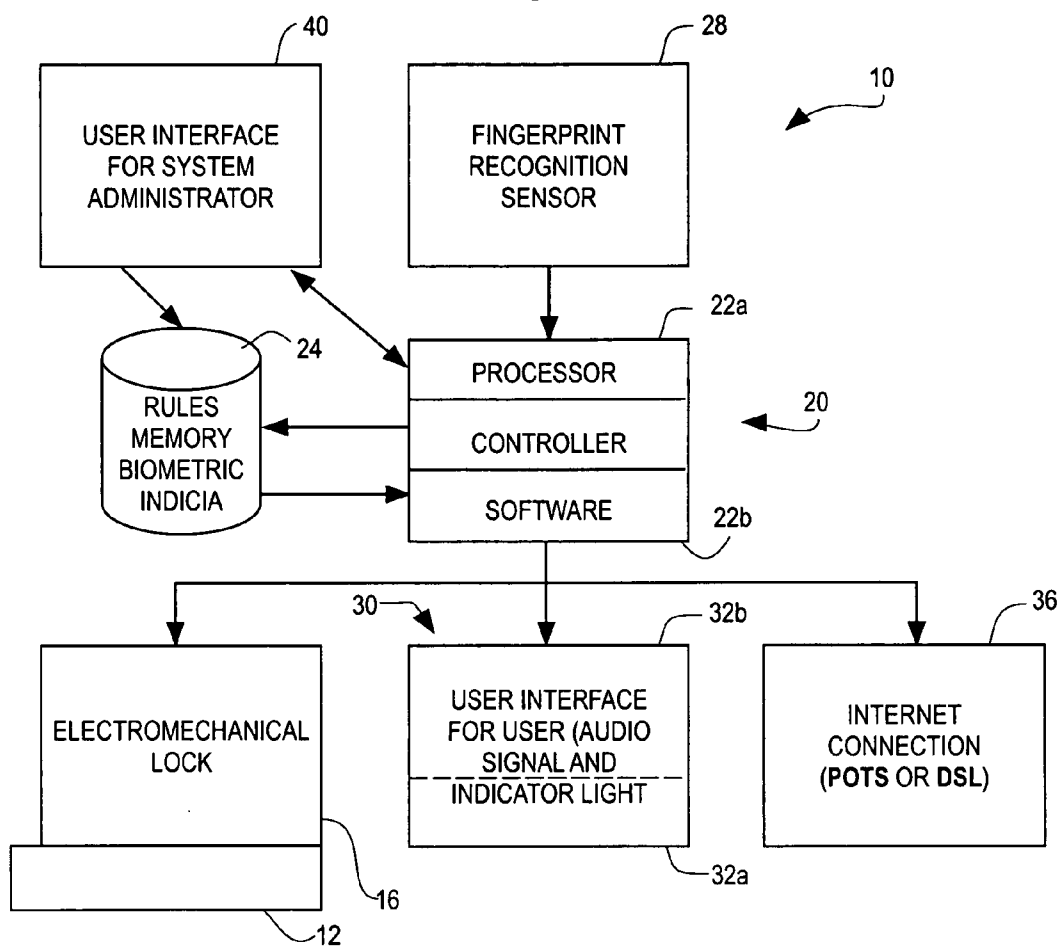 40
28
10
USER INTERFACE
FOR SYSTEM
ADMINISTRATOR
FINGERPRINT
RECOGNITION
SENSOR
22a
24
RULES
MEMORY
BIOMETRIC
INDICIA
PROCESSOR
CONTROLLER
SOFTWARE
20
22b
30
32b
36
ELECTROMECHANICAL
LOCK
USER INTERFACE
FOR USER (AUDIO
SIGNAL AND
INDICATOR LIGHT
INTERNET
CONNECTION
(POTS OR DSL)
16
32a
12